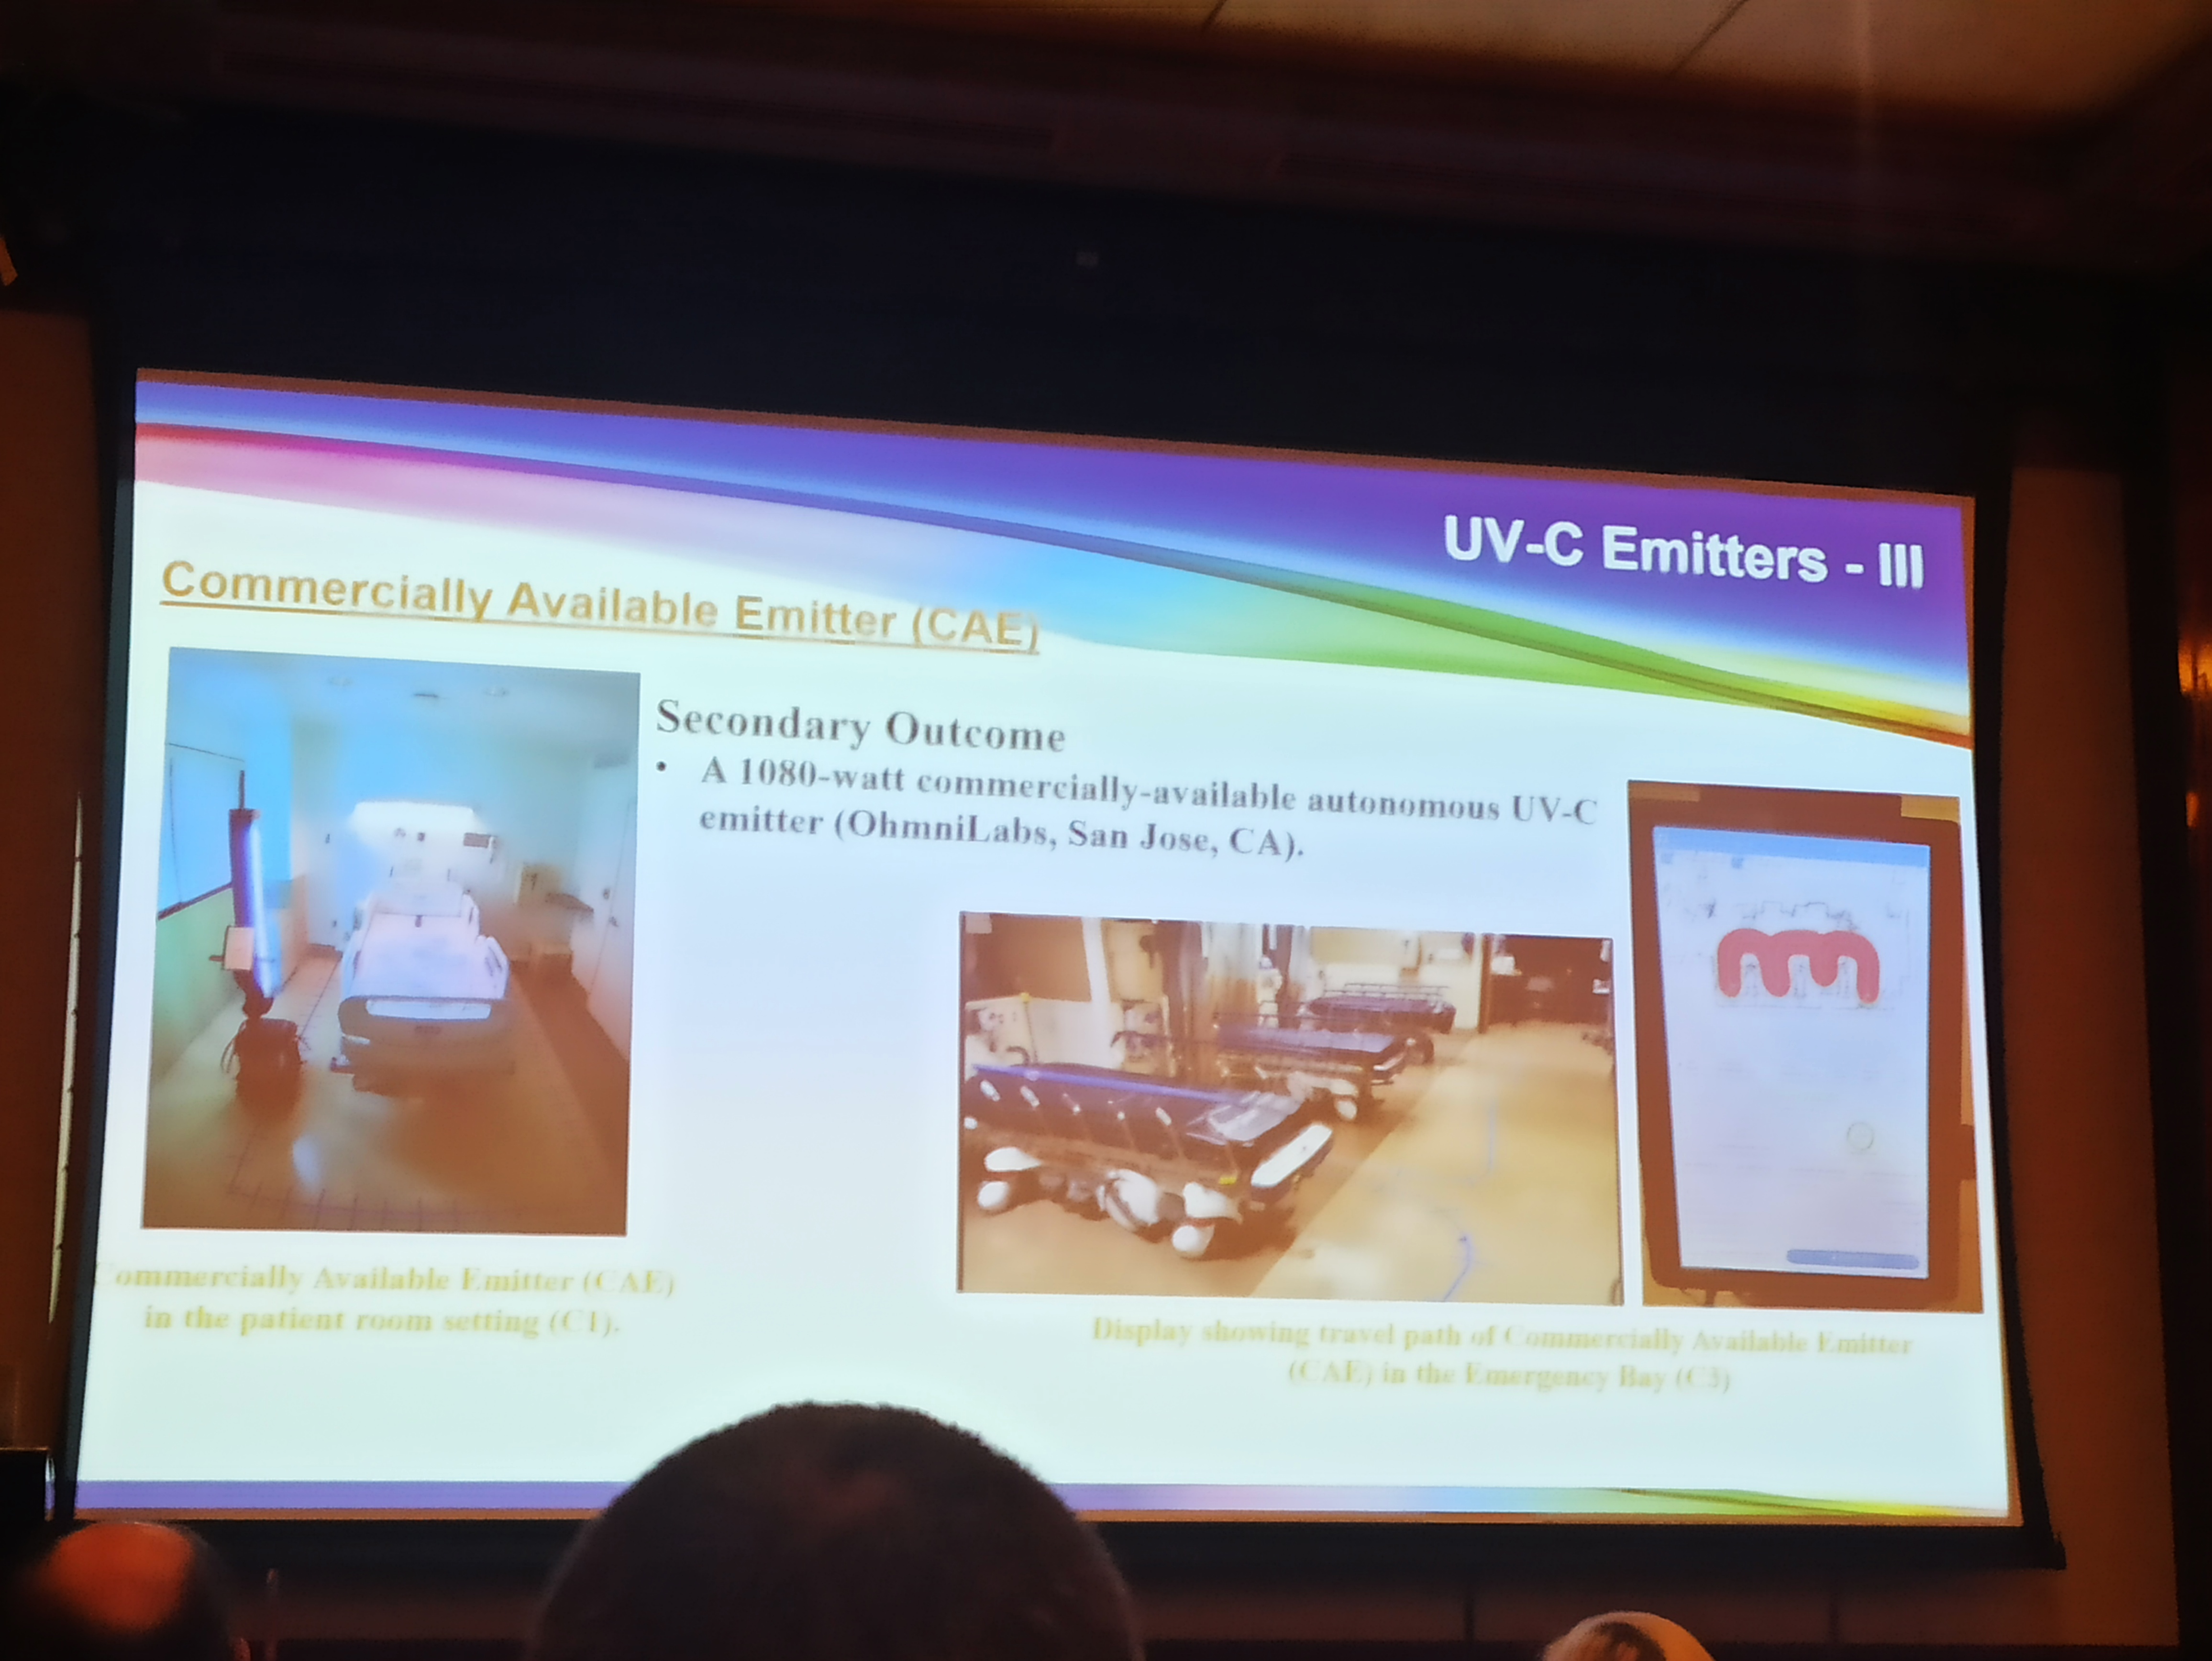 UV-C Emitters - III
Commercially Available Emitter (CAE)
Secondary Outcome
• A 1080-watt commercially-available autonomous UV-C
emitter (OhmniLabs, San Jose, CA).
Commercially Available Emitter (CAE)
in the patient room setting (C1).
Display showing travel path of Commercially Available Emitter
(CAE) in the Emergency Bay (C3)